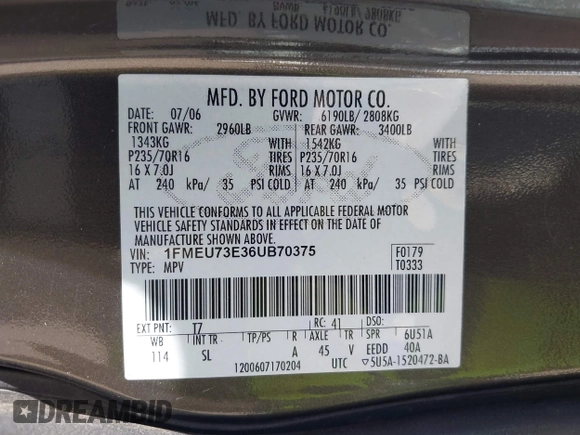 MFD. BY FORD MOTOR CO.
MFD. BY FORD MOTOR CO.
DATE: 07/06 GVWR: 6190LB/ 2808KG
FRONT GAWR: 2960LB REAR GAWR: 3400LB
1343KG WITH 1542KG WITH
P235/70R16 TIRES P235/70R16 TIRES
16 X 7.0J RIMS 16 X 7.0J RIMS
AT 240 kPa/ 35 PSI COLD AT 240 kPa/ 35 PSI COLD
THIS VEHICLE CONFORMS TO ALL APPLICABLE FEDERAL MOTOR
VEHICLE SAFETY STANDARDS IN EFFECT ON THE DATE OF
MANUFACTURE SHOWN ABOVE.
VIN: 1FMEU73E36UB70375 F0179
TYPE: MPV T0333
EXT PNT: T7 RC: 41 DSO:
WB INT TR TP/PS R AXLE TR SPR 6U51A
114 SL A 45 V EEDD 40A
1200607170204 UTC ▽5U5A-1520472-BA
DREAMBID.COM